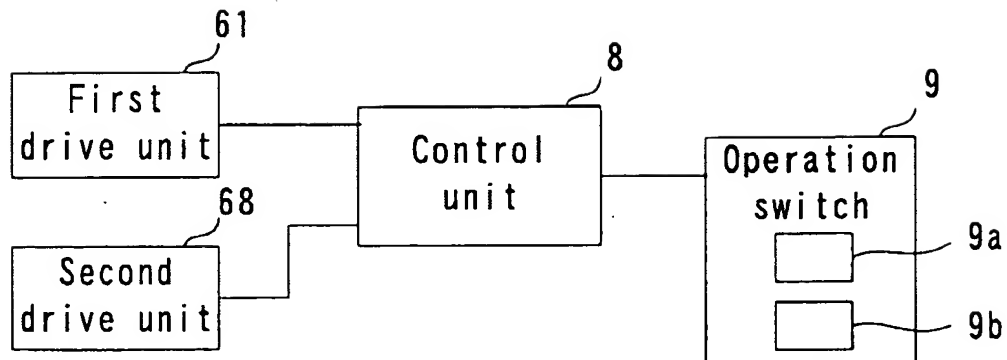 61
First
drive unit
8
Control
unit
9
Operation
switch
68
Second
drive unit
9a
9b